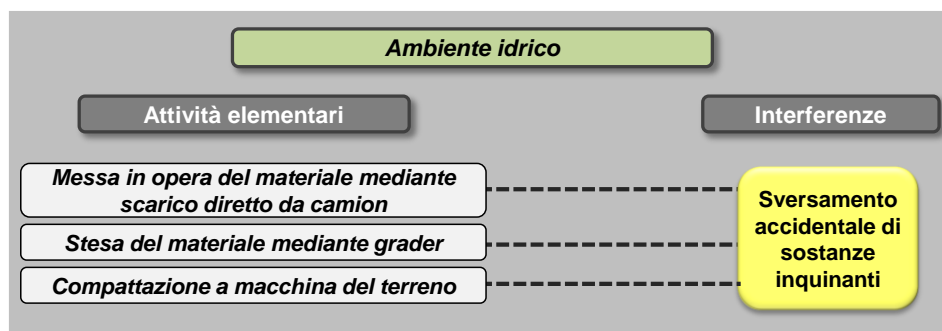 Ambiente idrico
Attività elementari
Interferenze
Messa in opera del materiale mediante
scarico diretto da camion
Stesa del materiale mediante grader
Compattazione a macchina del terreno
Sversamento
accidentale di
sostanze
inquinanti